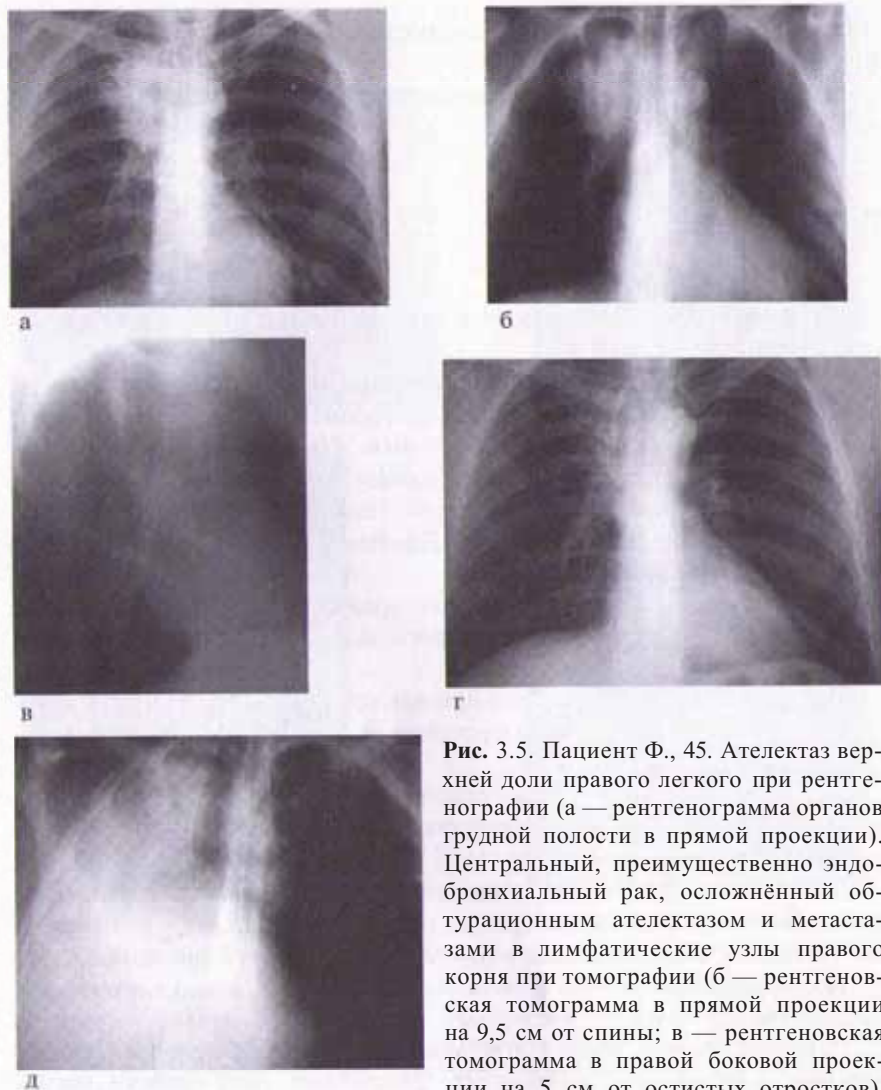 а
б
в
г
д
Рис. 3.5. Пациент Ф., 45. Ателектаз вер-
хней доли правого легкого при рентге-
нографии (а — рентгенограмма органов
грудной полости в прямой проекции).
Центральный, преимущественно эндо-
бронхиальный рак, осложнённый об-
турационным ателектазом и метаста-
зами в лимфатические узлы правого
корня при томографии (б — рентгенов-
ская томограмма в прямой проекции
на 9,5 см от спины; в — рентгеновская
томограмма в правой боковой проек-
ции на 5 см от остистых отростков).